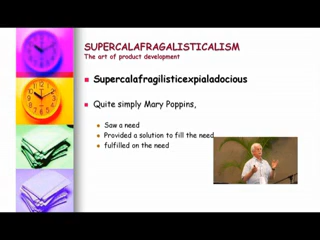 SUPERCALAFRAGALISTICALISM
The art of product development
Supercalafragilisticexpialadocious
Quite simply Mary Poppins,
Saw a need
Provided a solution to fill the need
fulfilled on the need